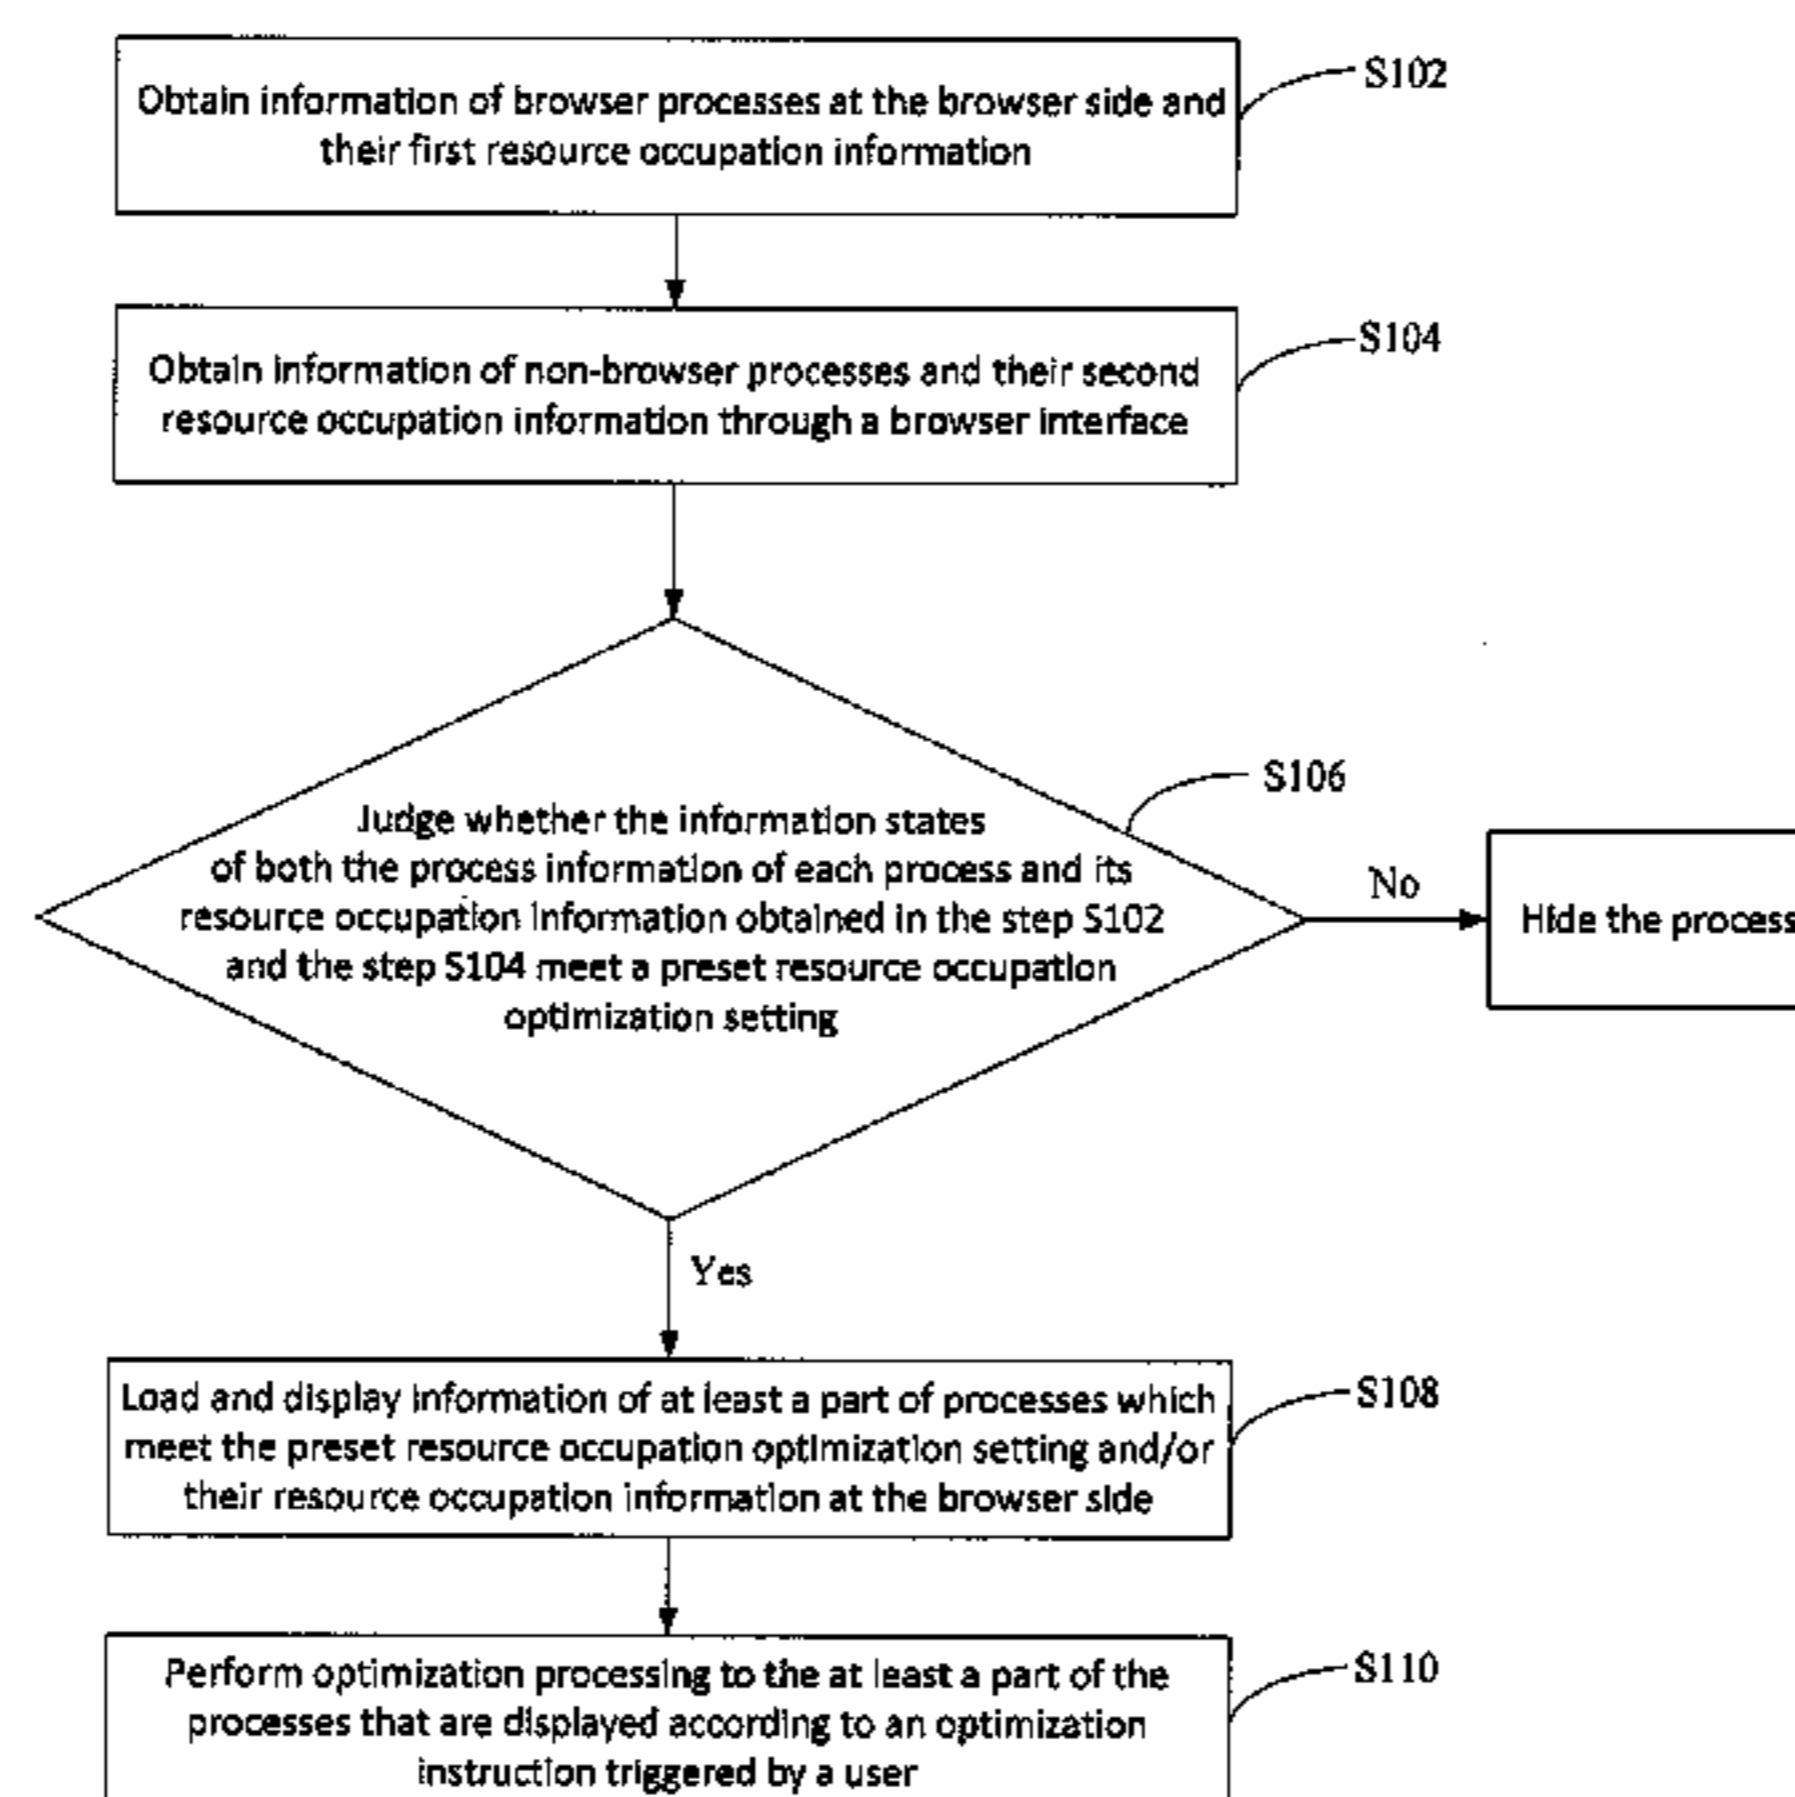 Obtain information of browser processes at the browser side and
their first resource occupation information
S102
Obtain information of non-browser processes and their second
resource occupation information through a browser interface
S104
Judge whether the information states
of both the process information of each process and its
resource occupation information obtained in the step S102
and the step S104 meet a preset resource occupation
optimization setting
S106
No
Hide the process
Yes
Load and display information of at least a part of processes which
meet the preset resource occupation optimization setting and/or
their resource occupation information at the browser side
S108
Perform optimization processing to the at least a part of the
processes that are displayed according to an optimization
instruction triggered by a user
S110